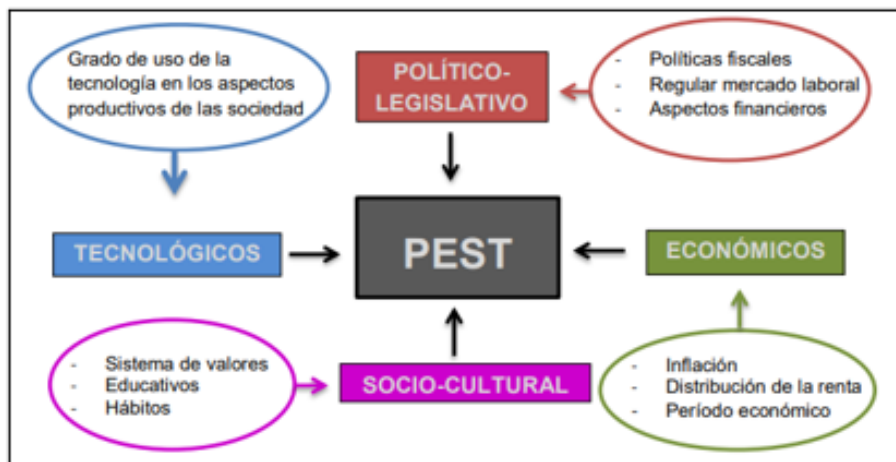 Grado de uso de la
tecnología en los aspectos
productivos de las sociedad
POLÍTICO-
LEGISLATIVO
- Políticas fiscales
- Regular mercado laboral
- Aspectos financieros
TECNOLÓGICOS
PEST
ECONÓMICOS
- Sistema de valores
- Educativos
- Hábitos
SOCIO-CULTURAL
- Inflación
- Distribución de la renta
- Período económico